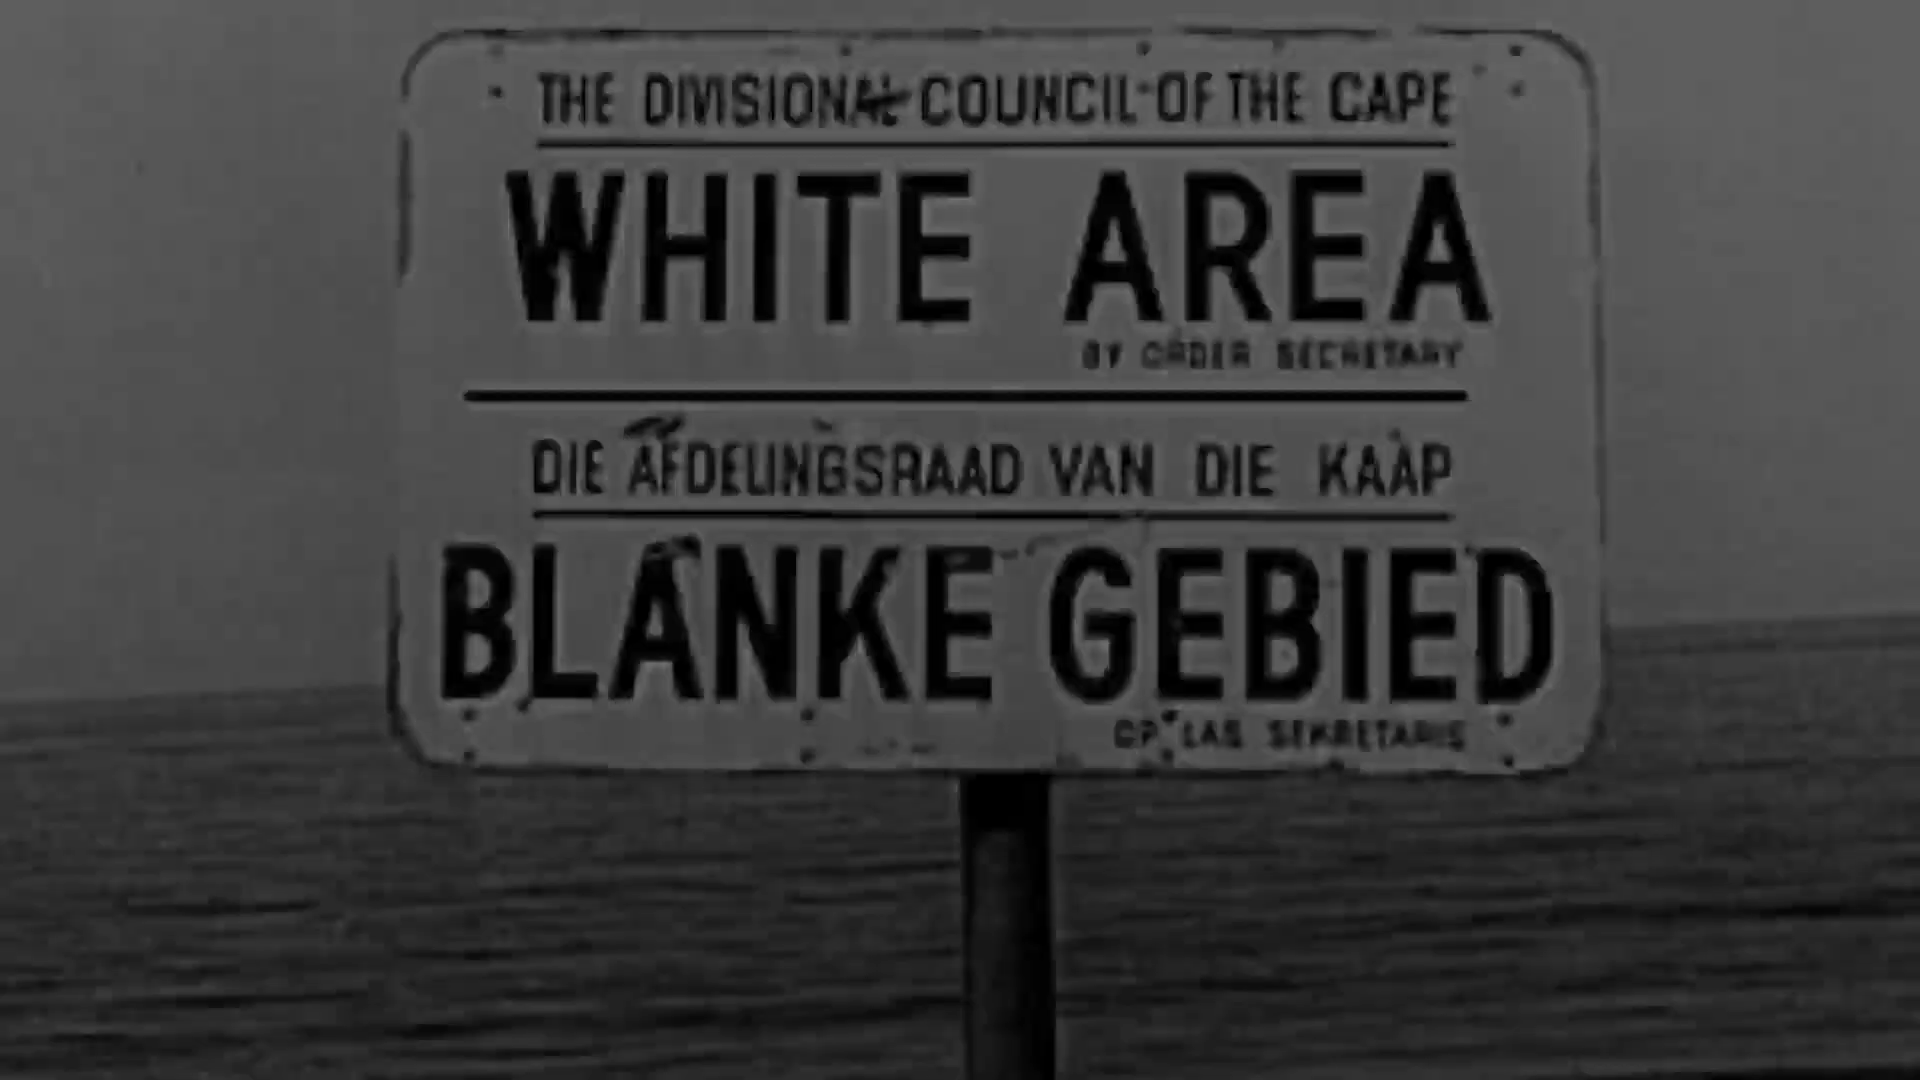 THE DIVISIONAL COUNCIL OF THE CAPE
WHITE AREA
BY ORDER SECRETARY
DIE AFDELINGSRAAD VAN DIE KAAP
BLANKE GEBIED
OP LAS SEKRETARIS